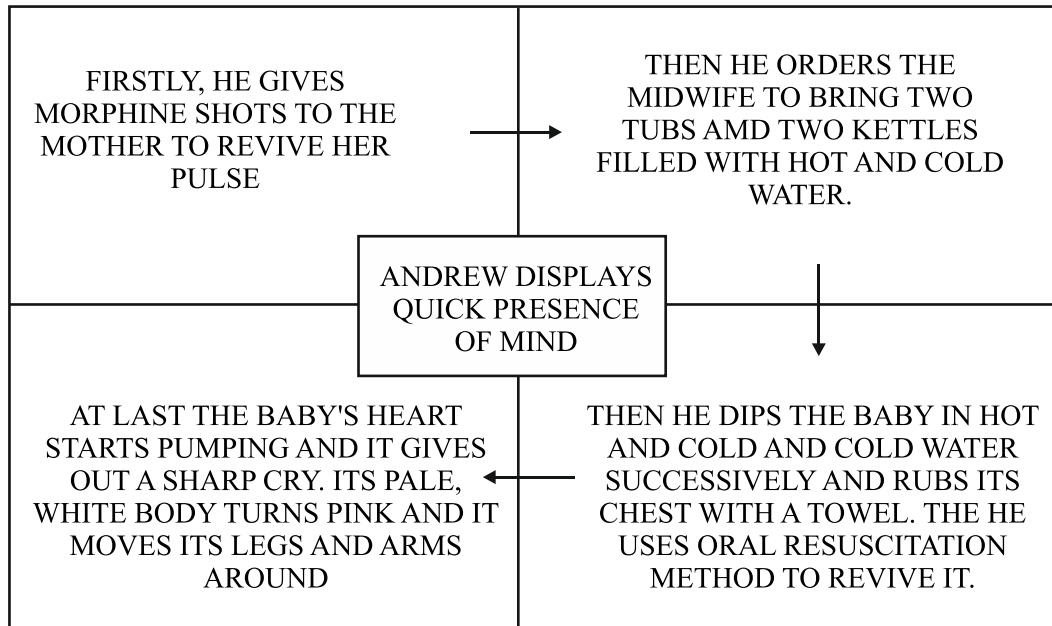 FIRSTLY, HE GIVES
MORPHINE SHOTS TO THE
MOTHER TO REVIVE HER
PULSE
THEN HE ORDERS THE
MIDWIFE TO BRING TWO
TUBS AMD TWO KETTLES
FILLED WITH HOT AND COLD
WATER.
ANDREW DISPLAYS
QUICK PRESENCE
OF MIND
THEN HE DIPS THE BABY IN HOT
AND COLD AND COLD WATER
SUCCESSIVELY AND RUBS ITS
CHEST WITH A TOWEL. THE HE
USES ORAL RESUSCITATION
METHOD TO REVIVE IT.
AT LAST THE BABY'S HEART
STARTS PUMPING AND IT GIVES
OUT A SHARP CRY. ITS PALE,
WHITE BODY TURNS PINK AND IT
MOVES ITS LEGS AND ARMS
AROUND